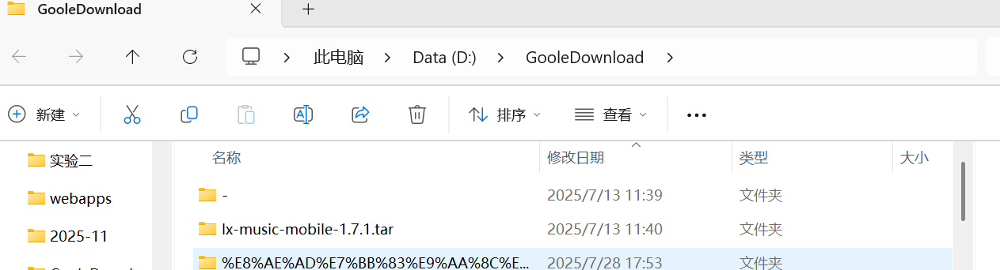 GooleDownload
此电脑 Data (D:) GooleDownload
新建 排序 查看
名称 修改日期 类型 大小
实验二
webapps
2025-11
- 2025/7/13 11:39 文件夹
lx-music-mobile-1.7.1.tar 2025/7/13 11:40 文件夹
%E8%AE%AD%E7%BB%83%E9%AA%8C%E... 2025/7/28 17:53 文件夹